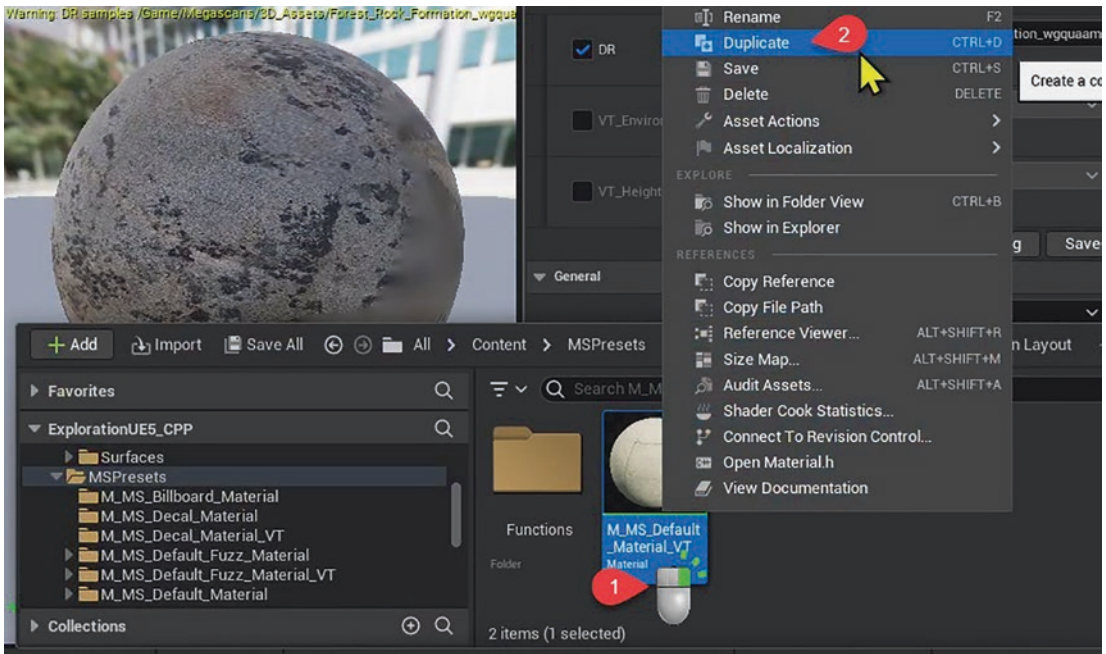 Warning: DR samples /Game/Megascans/3D_Assets/Forest_Rock_Formation_wgqua
Rename F2
DR
Duplicate CTRL+D
2
tion_wgquaam
Save CTRL+S
Create a co
Delete DELETE
VT_Enviro
Asset Actions
Asset Localization
EXPLORE
VT_Height
Show in Folder View CTRL+B
Show in Explorer
g Save
REFERENCES
General
Copy Reference
Copy File Path
+ Add Import Save All All > Content > MSPresets
Reference Viewer... ALT+SHIFT+R
n Layout
Size Map... ALT+SHIFT+M
Favorites
Search M_M
Audit Assets... ALT+SHIFT+A
Shader Cook Statistics...
ExplorationUE5_CPP
Connect To Revision Control...
Surfaces
Open Material.h
MSPresets
View Documentation
M_MS_Billboard_Material
M_MS_Decal_Material
M_MS_Decal_Material_VT
M_MS_Default_Fuzz_Material
M_MS_Default_Fuzz_Material_VT
M_MS_Default_Material
Functions
Folder
M_MS_Default
_Material_VT
Material
1
Collections
2 items (1 selected)